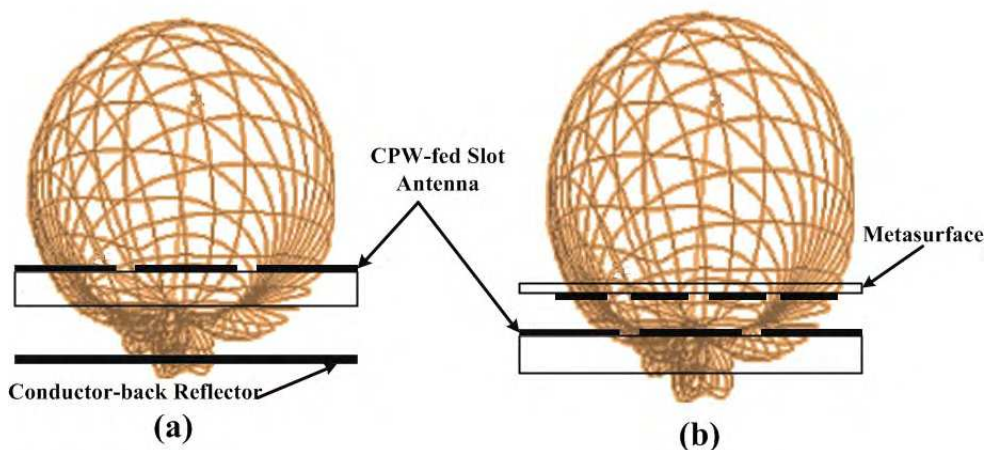 CPW-fed Slot
Antenna
Metasurface
Conductor-back Reflector
(a)
(b)